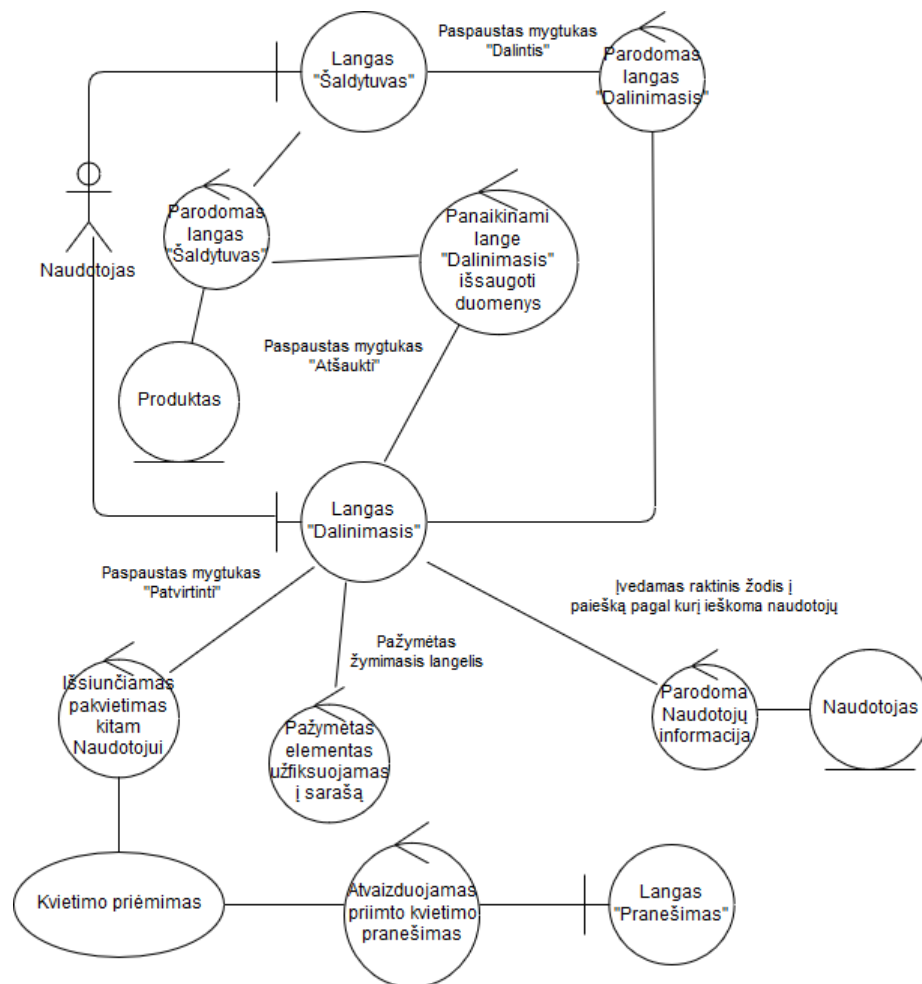 Langas
"Šaldytuvas"
Paspaustas mygtukas
"Dalintis"
Parodomas
langas
"Dalinimasis"
Naudotojas
Parodomas
langas
"Šaldytuvas"
Panaikinami
lange
"Dalinimasis"
išsaugoti
duomenys
Paspaustas mygtukas
"Atšaukti"
Produktas
Langas
"Dalinimasis"
Paspaustas mygtukas
"Patvirtinti"
Įvedamas raktinis žodis į
paiešką pagal kurį ieškoma naudotojų
Pažymėtas
žymimasis langelis
Išsiunčiamas
pakvietimas
kitam
Naudotojui
Pažymėtas
elementas
užfiksuojamas
į sarašą
Parodoma
Naudotojų
informacija
Naudotojas
Kvietimo priėmimas
Atvaizduojamas
priimto kvietimo
pranešimas
Langas
"Pranešimas"